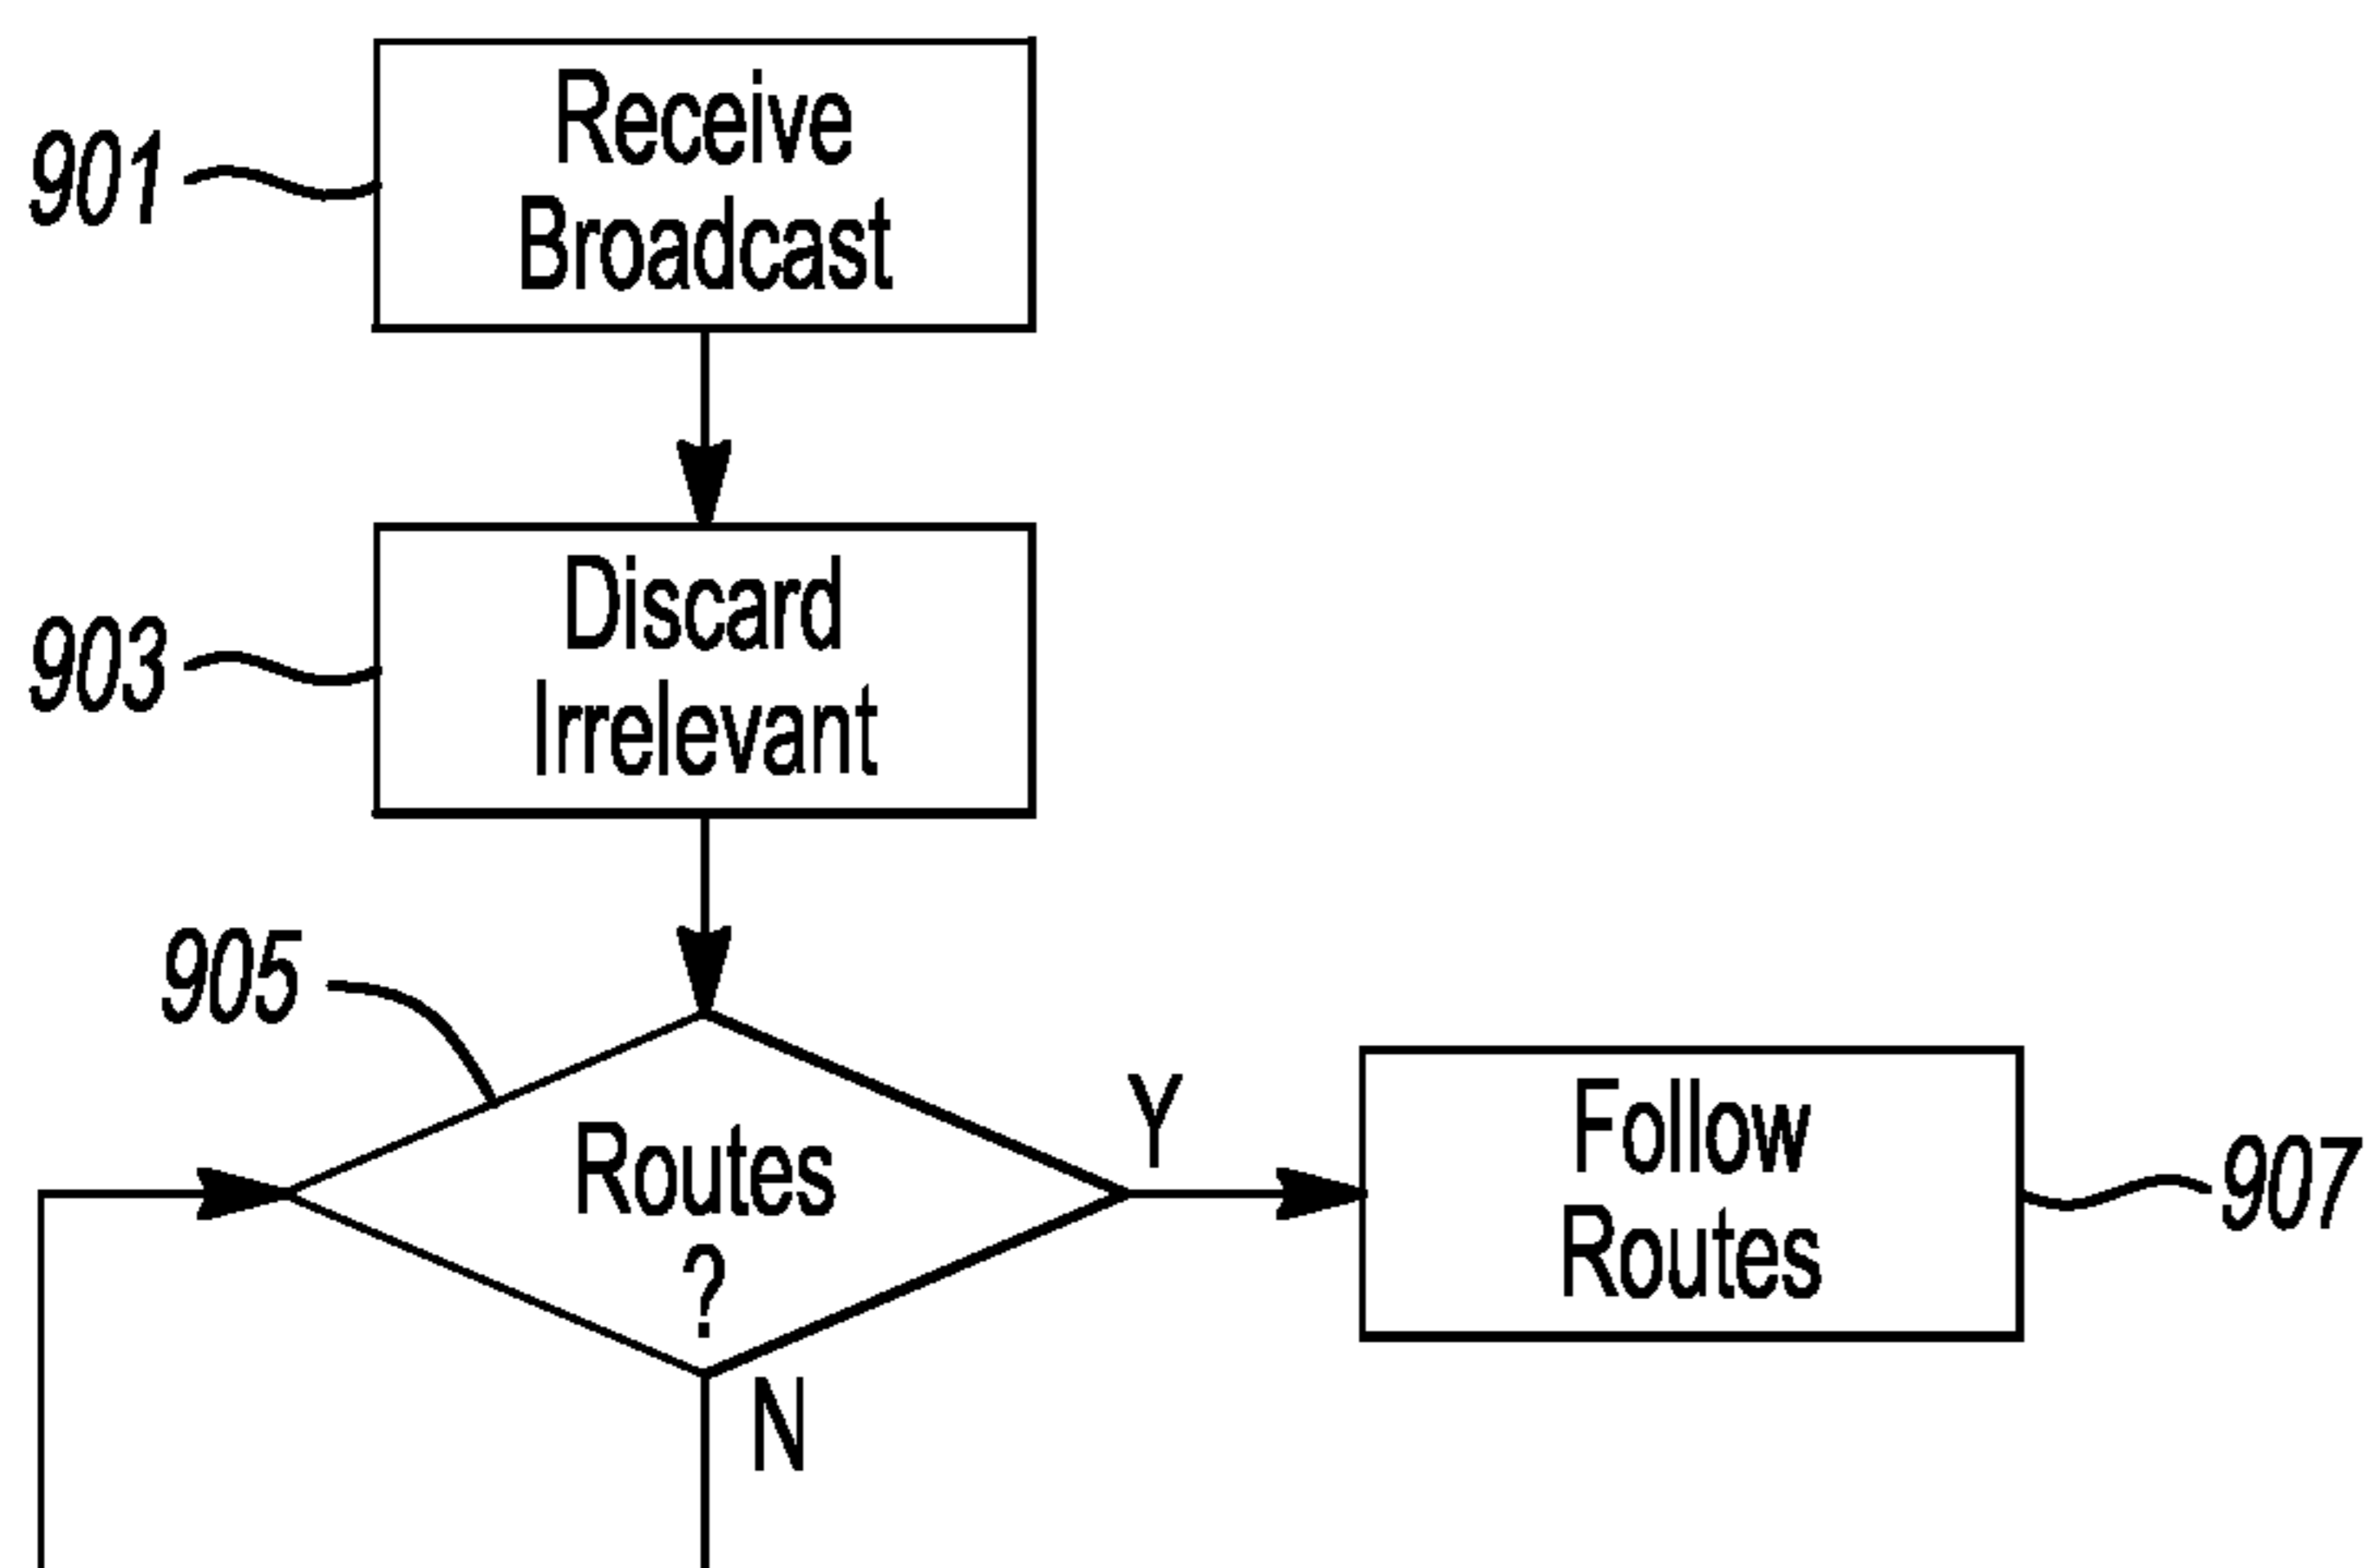 901
Receive
Broadcast
903
Discard
Irrelevant
905
Routes
?
Y
N
Follow
Routes
907